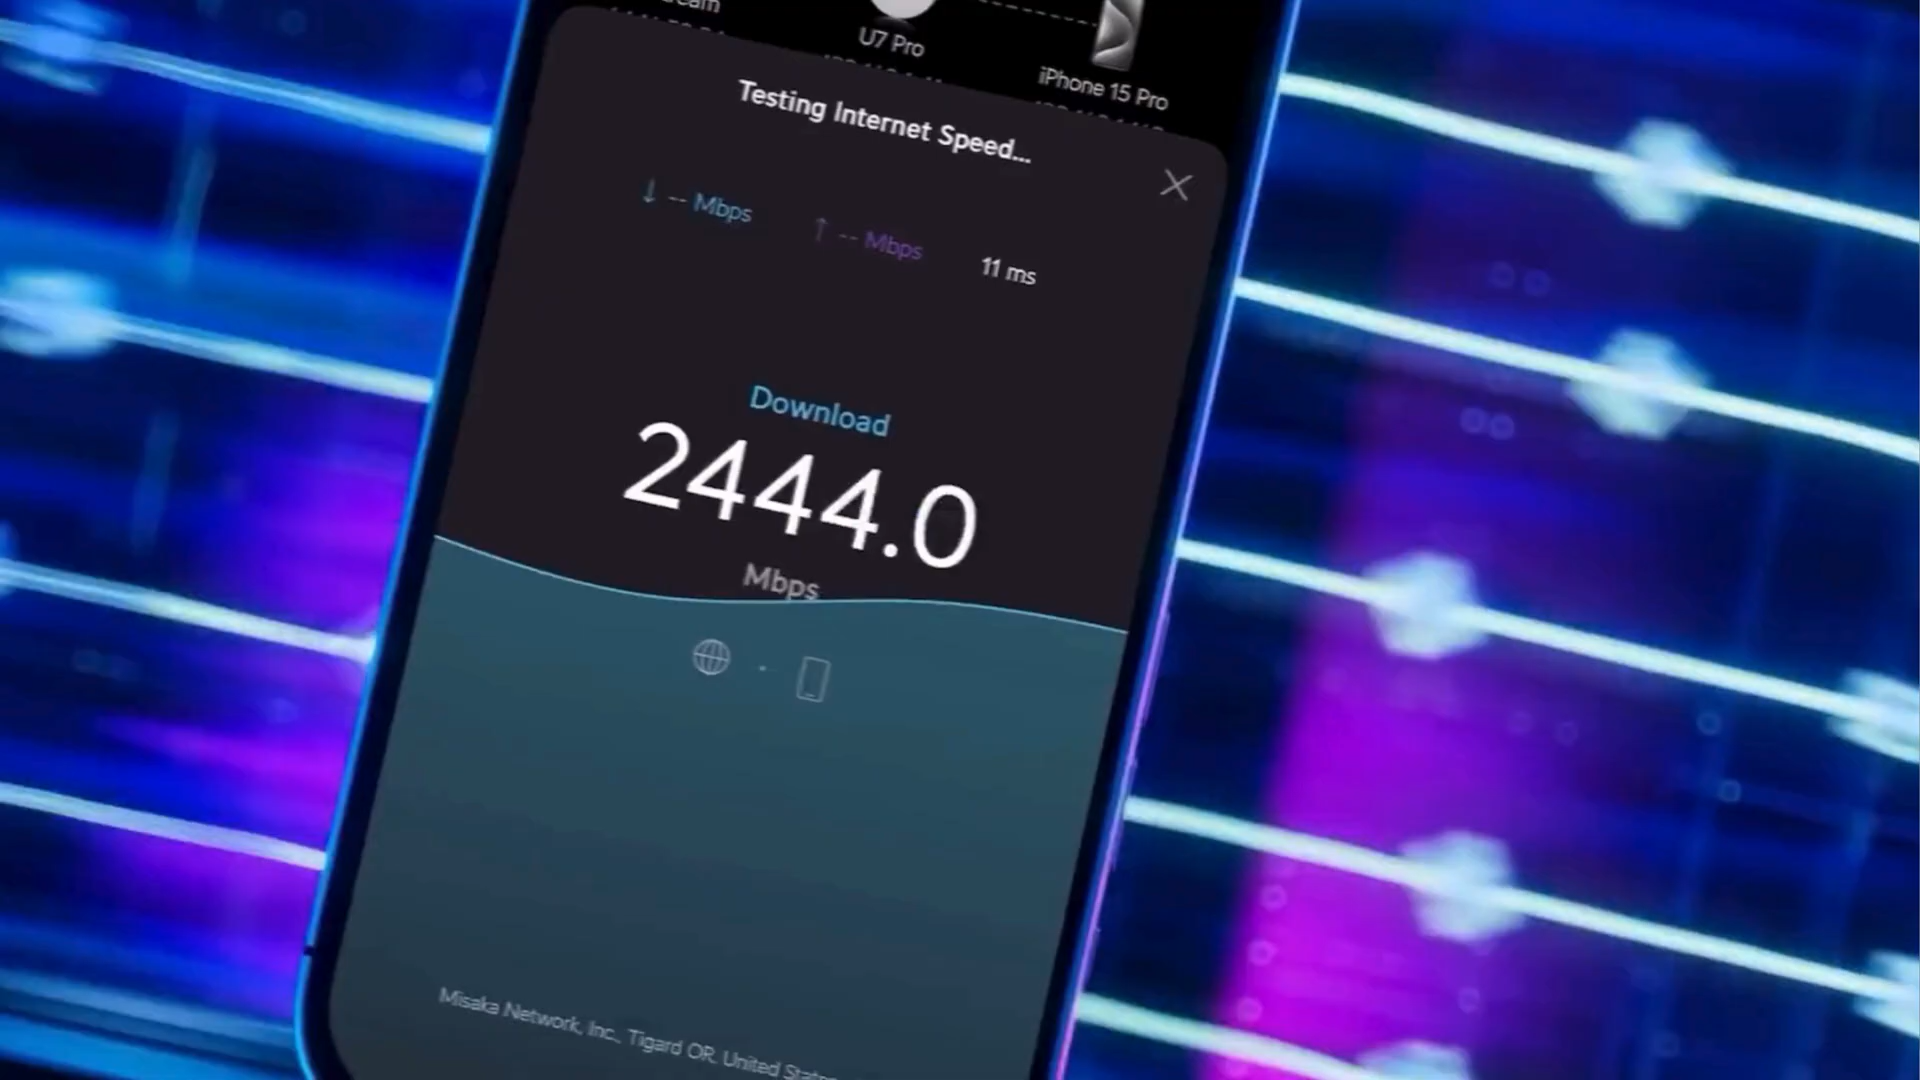 U7 Pro
iPhone 15 Pro
Testing Internet Speed...
↓ -- Mbps ↑ -- Mbps 11 ms
Download
2444.0
Mbps
Misaka Network, Inc., Tigard OR, United